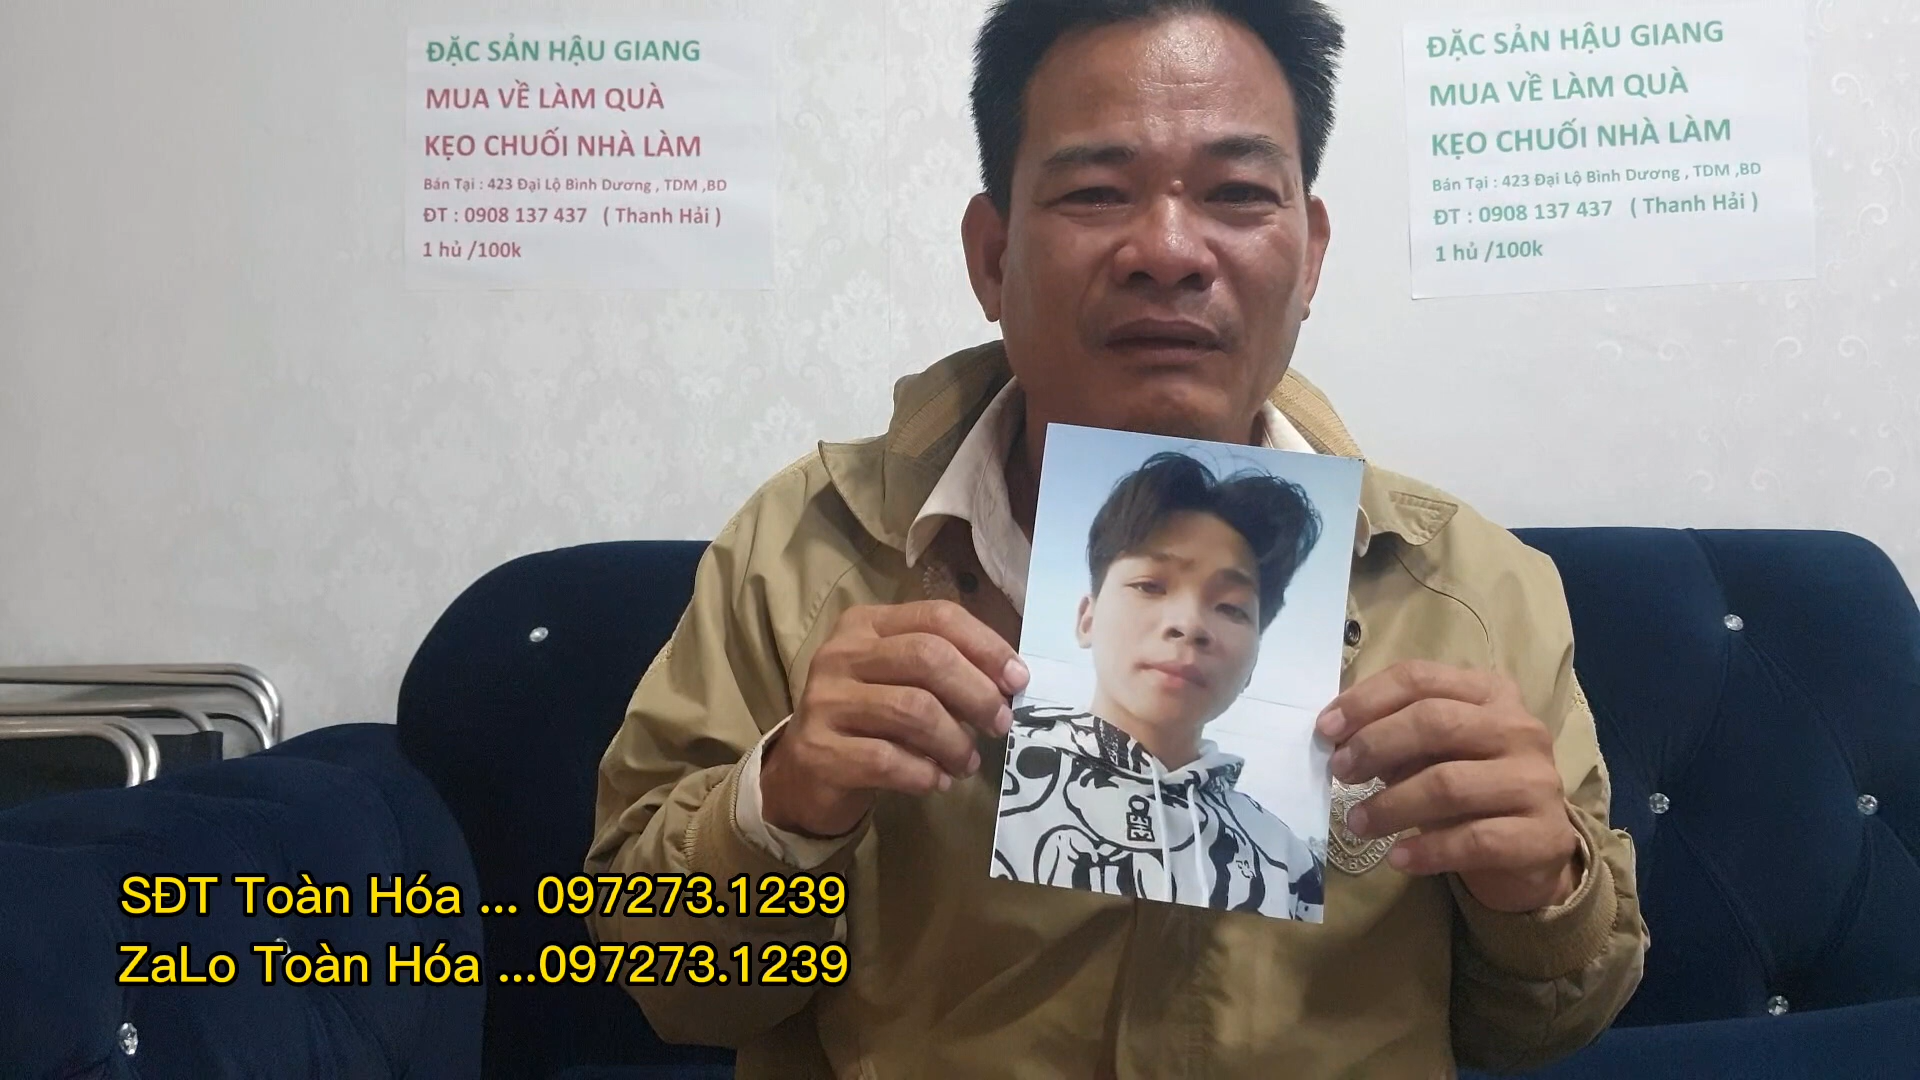 ĐẶC SẢN HẬU GIANG
MUA VỀ LÀM QUÀ
KẸO CHUỐI NHÀ LÀM
Bán Tại : 423 Đại Lộ Bình Dương , TDM ,BD
ĐT : 0908 137 437 ( Thanh Hải )
1 hủ /100k
ĐẶC SẢN HẬU GIANG
MUA VỀ LÀM QUÀ
KẸO CHUỐI NHÀ LÀM
Bán Tại : 423 Đại Lộ Bình Dương , TDM ,BD
ĐT : 0908 137 437 ( Thanh Hải )
1 hủ /100k
SĐT Toàn Hóa ... 097273.1239
ZaLo Toàn Hóa ...097273.1239